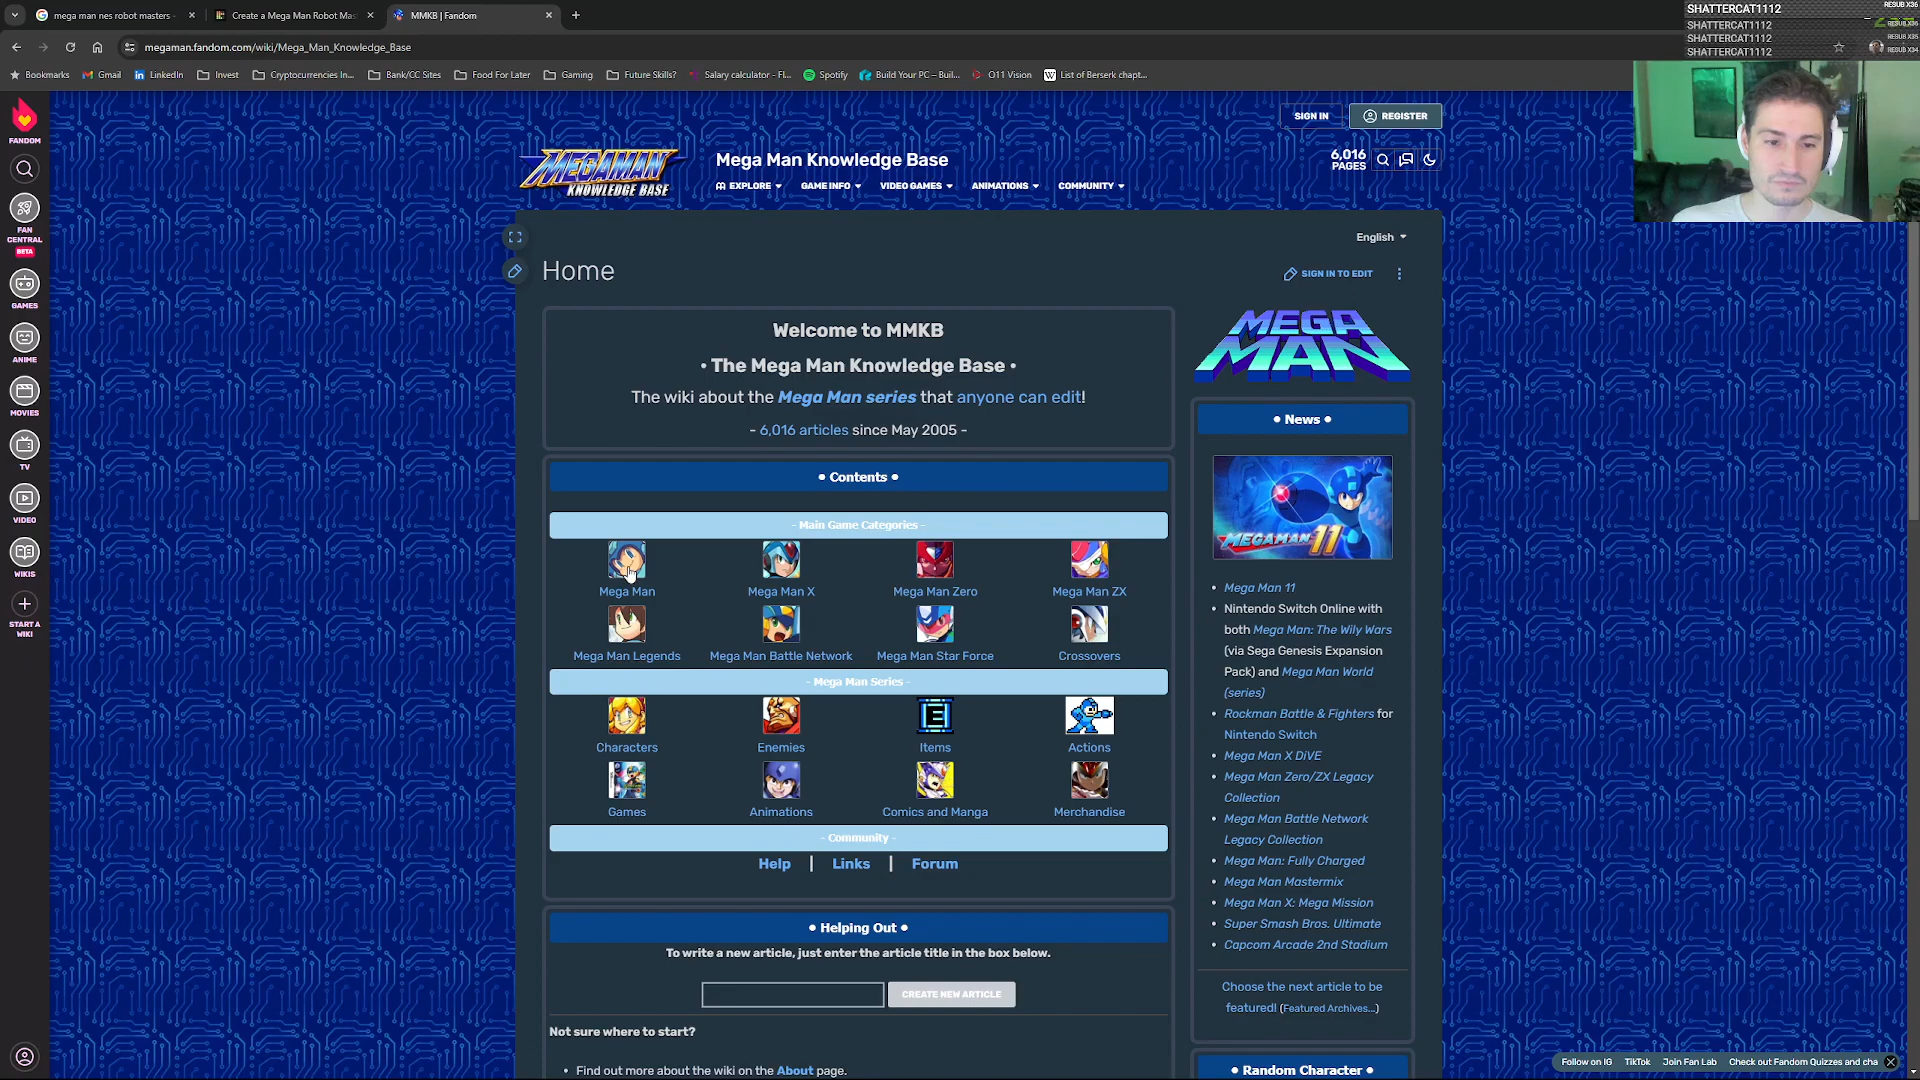 mega man nes robot masters -
Create a Mega Man Robot Mas
MMKB | Fandom
megaman.fandom.com/wiki/Mega_Man_Knowledge_Base
Bookmarks Gmail LinkedIn Invest Cryptocurrencies In... Bank/CC Sites Food For Later Gaming Future Skills? Salary calculator - Fl... Spotify Build Your PC – Buil... O11 Vision List of Berserk chapt...
SHATTERCAT1112 RESUB X36
SHATTERCAT1112 RESUB X36
SHATTERCAT1112 RESUB X35
SHATTERCAT1112 RESUB X34
FANDOM
FAN
CENTRAL
BETA
GAMES
ANIME
MOVIES
TV
VIDEO
WIKIS
START A
WIKI
SIGN IN REGISTER
MEGAMAN
KNOWLEDGE BASE
Mega Man Knowledge Base
6,016
PAGES
EXPLORE GAME INFO VIDEO GAMES ANIMATIONS COMMUNITY
English
Home
SIGN IN TO EDIT
Welcome to MMKB
• The Mega Man Knowledge Base •
The wiki about the Mega Man series that anyone can edit!
- 6,016 articles since May 2005 -
• Contents •
- Main Game Categories -
Mega Man Mega Man X Mega Man Zero Mega Man ZX
Mega Man Legends Mega Man Battle Network Mega Man Star Force Crossovers
- Mega Man Series -
E
Characters Enemies Items Actions
Games Animations Comics and Manga Merchandise
- Community -
Help | Links | Forum
• Helping Out •
To write a new article, just enter the article title in the box below.
CREATE NEW ARTICLE
Not sure where to start?
• Find out more about the wiki on the About page.
MEGA
MAN
• News •
MEGAMAN 11
• Mega Man 11
• Nintendo Switch Online with
both Mega Man: The Wily Wars
(via Sega Genesis Expansion
Pack) and Mega Man World
(series)
• Rockman Battle & Fighters for
Nintendo Switch
• Mega Man X DiVE
• Mega Man Zero/ZX Legacy
Collection
• Mega Man Battle Network
Legacy Collection
• Mega Man: Fully Charged
• Mega Man Mastermix
• Mega Man X: Mega Mission
• Super Smash Bros. Ultimate
• Capcom Arcade 2nd Stadium
Choose the next article to be
featured! (Featured Archives...)
• Random Character •
Follow on IG TikTok Join Fan Lab Check out Fandom Quizzes and cha